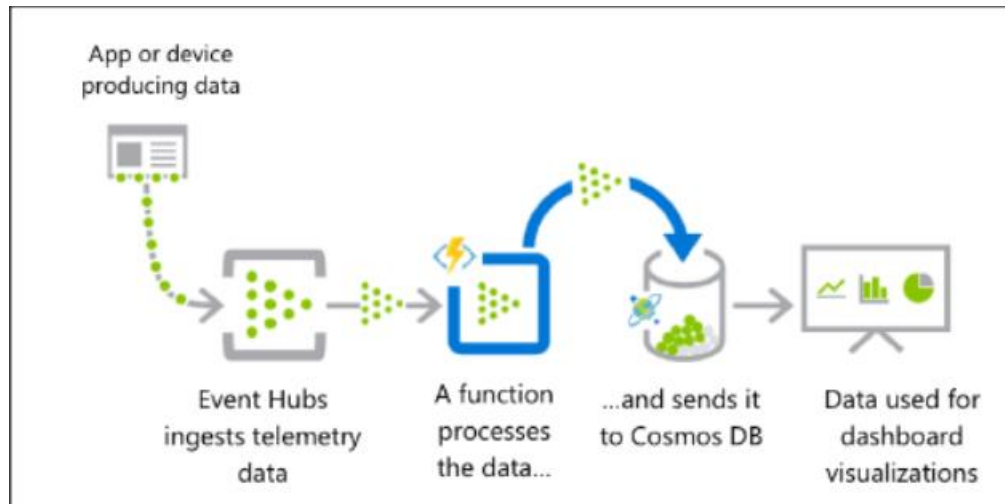 App or device
producing data
Event Hubs
ingests telemetry
data
A function
processes
the data...
...and sends it
to Cosmos DB
Data used for
dashboard
visualizations